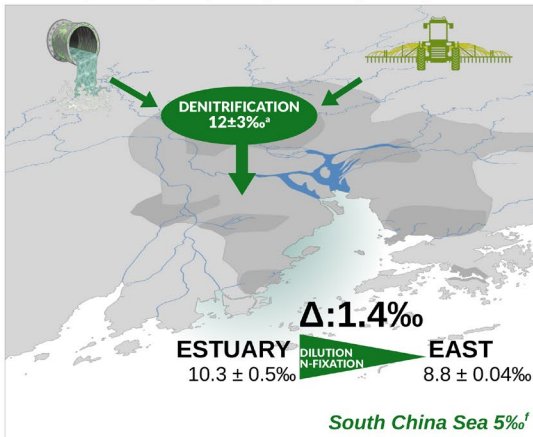 DENITRIFICATION
12±3‰ᵃ
Δ:1.4‰
ESTUARY
10.3 ± 0.5‰
DILUTION
N-FIXATION
EAST
8.8 ± 0.04‰
South China Sea 5‰ᶠ